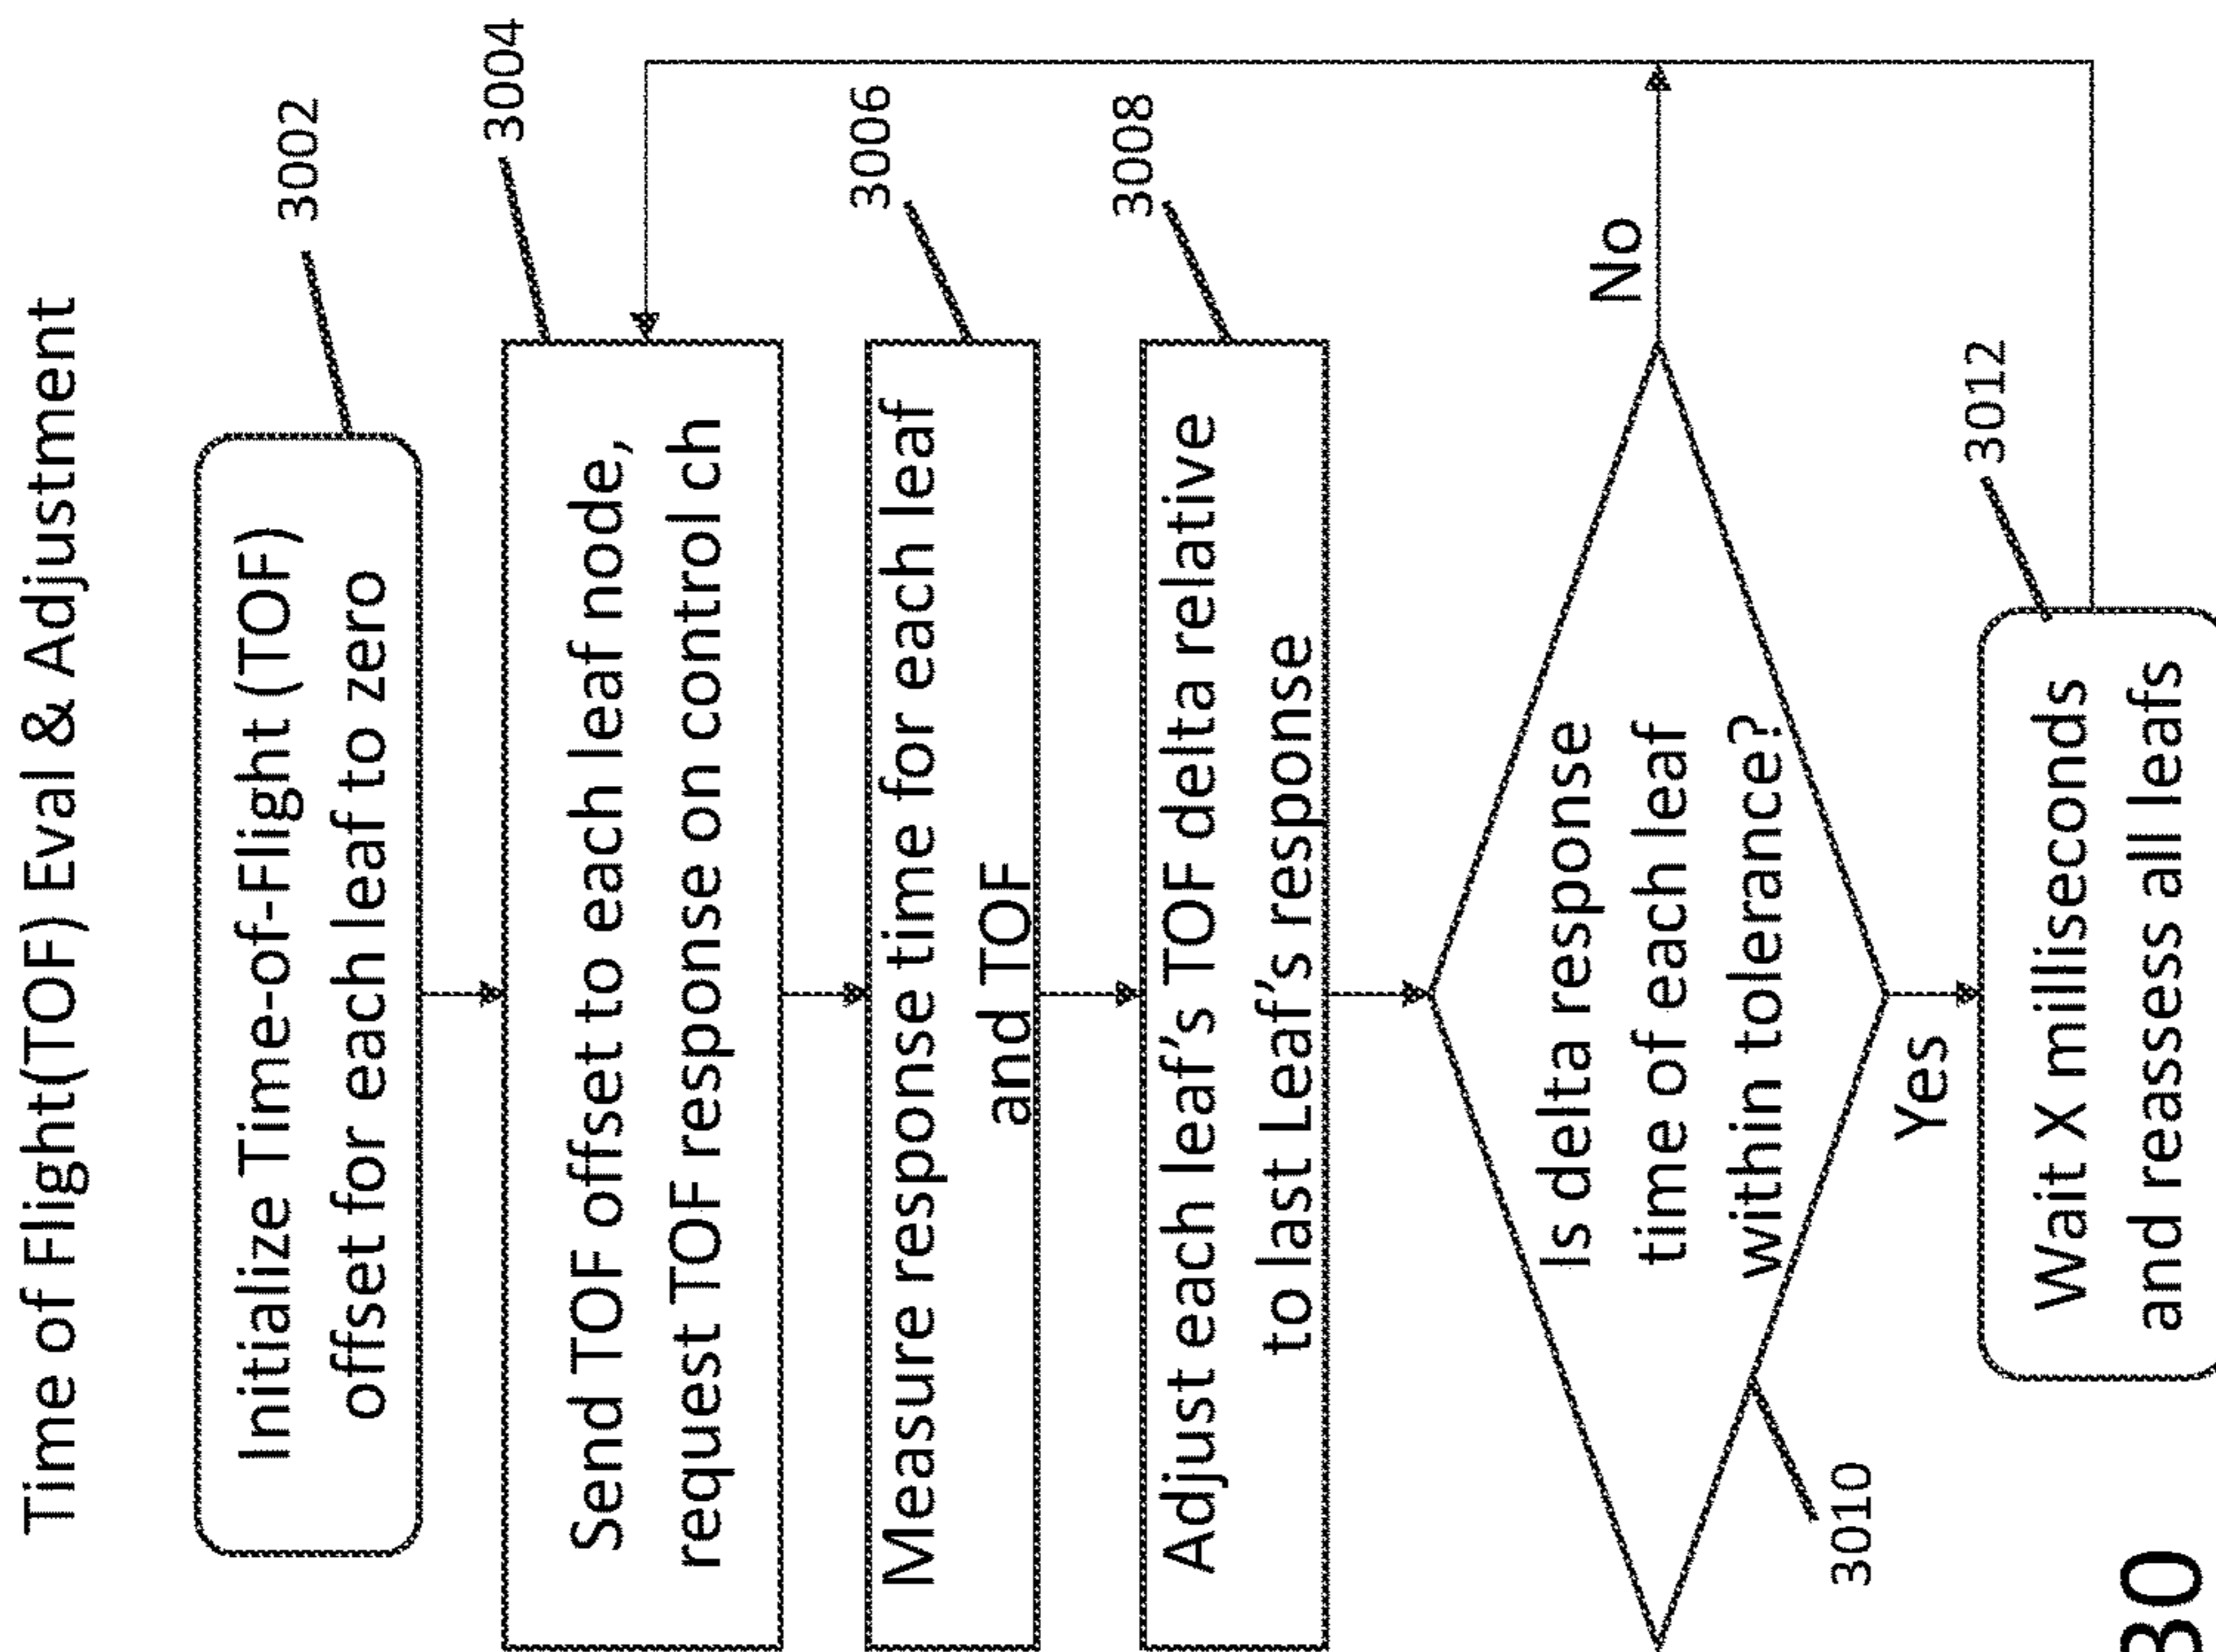 Time of Flight(TOF) Eval & Adjustment
3002
Initialize Time-of-Flight (TOF)
offset for each leaf to zero
3004
Send TOF offset to each leaf node,
request TOF response on control ch
3006
Measure response time for each leaf
and TOF
3008
Adjust each leaf's TOF delta relative
to last Leaf's response
Is delta response
time of each leaf
within tolerance?
No
3010
Yes
3012
Wait X milliseconds
and reassess all leafs
30